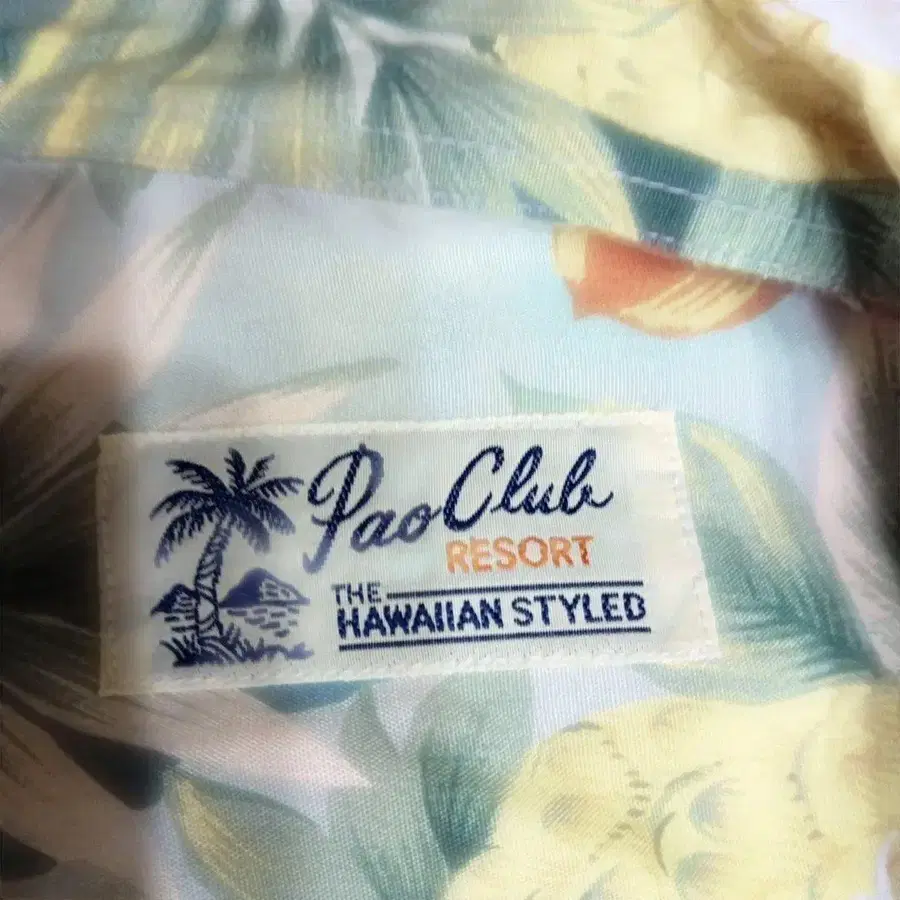 Pao Club
RESORT
THE
HAWAIIAN STYLED